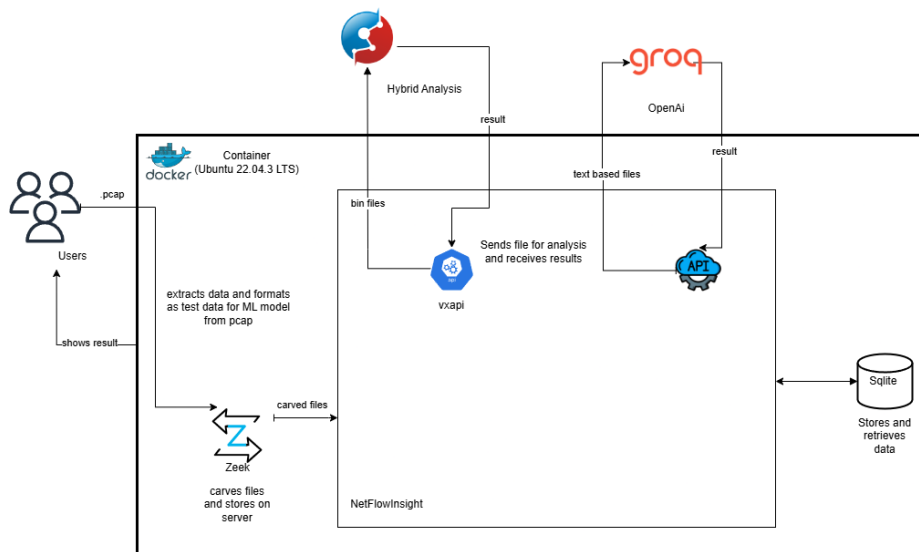 groq
Hybrid Analysis
OpenAi
result
docker
Container
(Ubuntu 22.04.3 LTS)
result
.pcap
text based files
bin files
Users
Sends file for analysis
and receives results
API
vxapi
extracts data and formats
as test data for ML model
from pcap
shows result
Sqlite
carved files
Stores and
retrieves
data
Z
Zeek
carves files
and stores on
server
NetFlowInsight